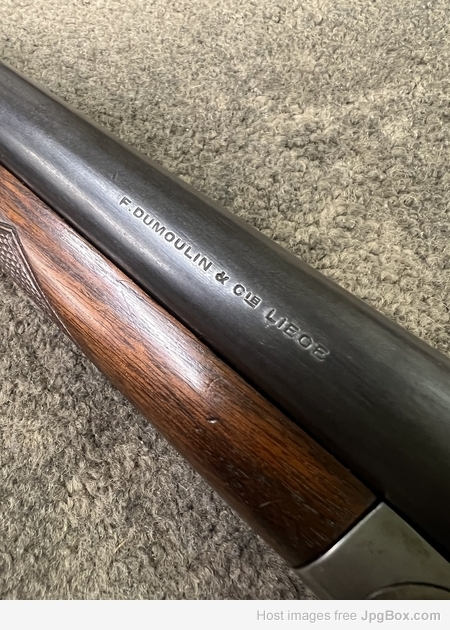 F. DUMOULIN & CIE LIEGE
Host images free JpgBox.com